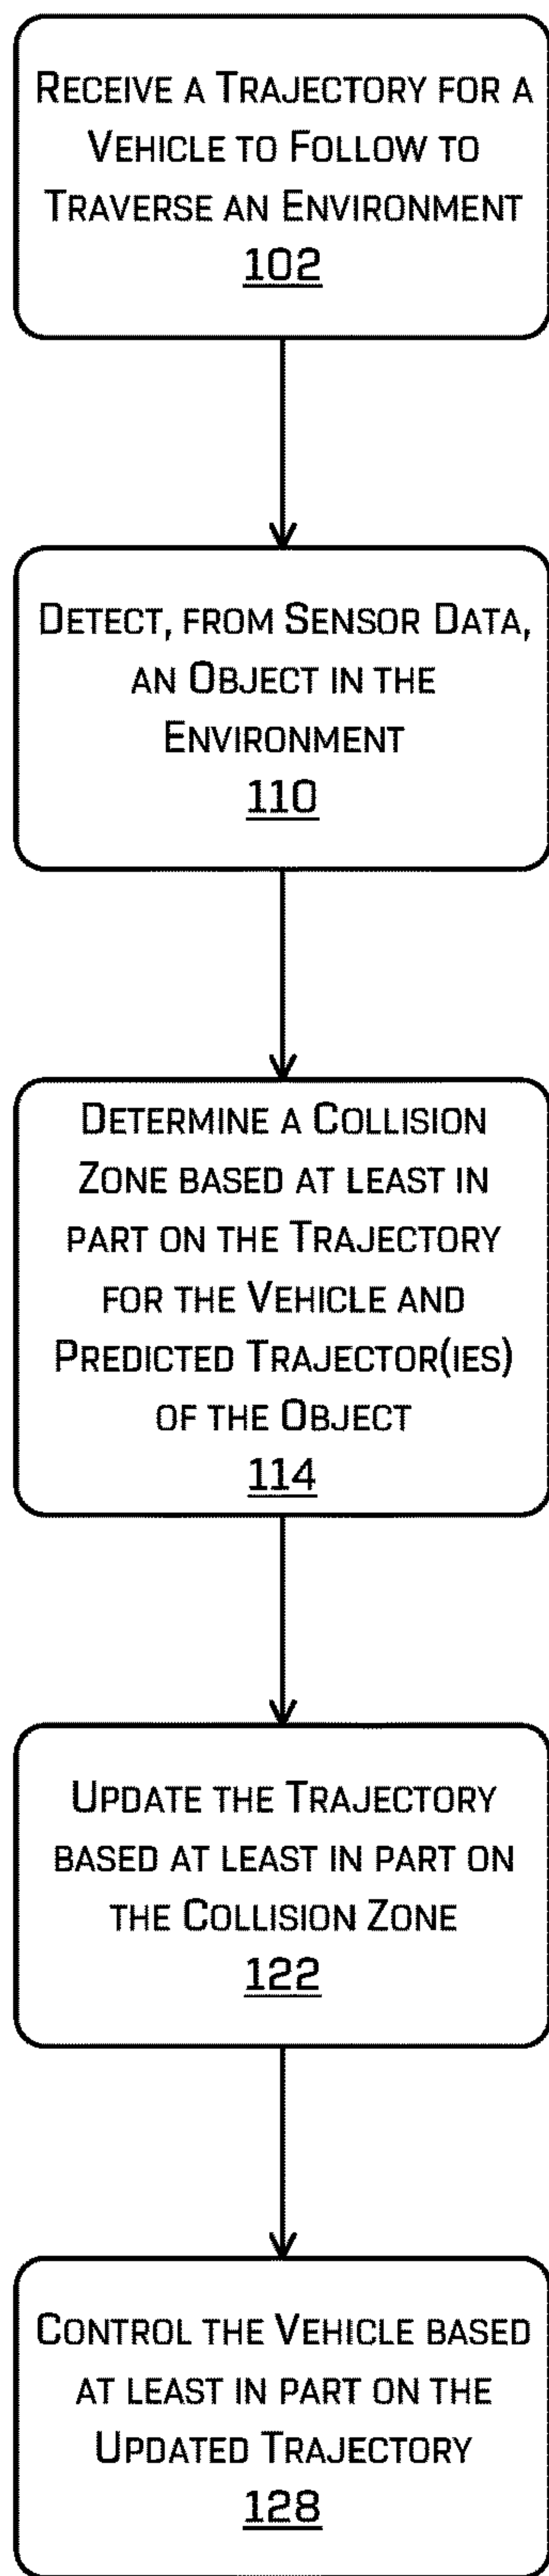 RECEIVE A TRAJECTORY FOR A
VEHICLE TO FOLLOW TO
TRAVERSE AN ENVIRONMENT
102
DETECT, FROM SENSOR DATA,
AN OBJECT IN THE
ENVIRONMENT
110
DETERMINE A COLLISION
ZONE BASED AT LEAST IN
PART ON THE TRAJECTORY
FOR THE VEHICLE AND
PREDICTED TRAJECTOR(IES)
OF THE OBJECT
114
UPDATE THE TRAJECTORY
BASED AT LEAST IN PART ON
THE COLLISION ZONE
122
CONTROL THE VEHICLE BASED
AT LEAST IN PART ON THE
UPDATED TRAJECTORY
128